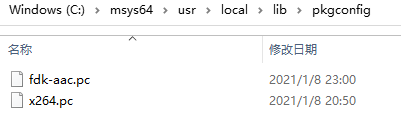 Windows (C:) > msys64 > usr > local > lib > pkgconfig
名称 修改日期
fdk-aac.pc 2021/1/8 23:00
x264.pc 2021/1/8 20:50